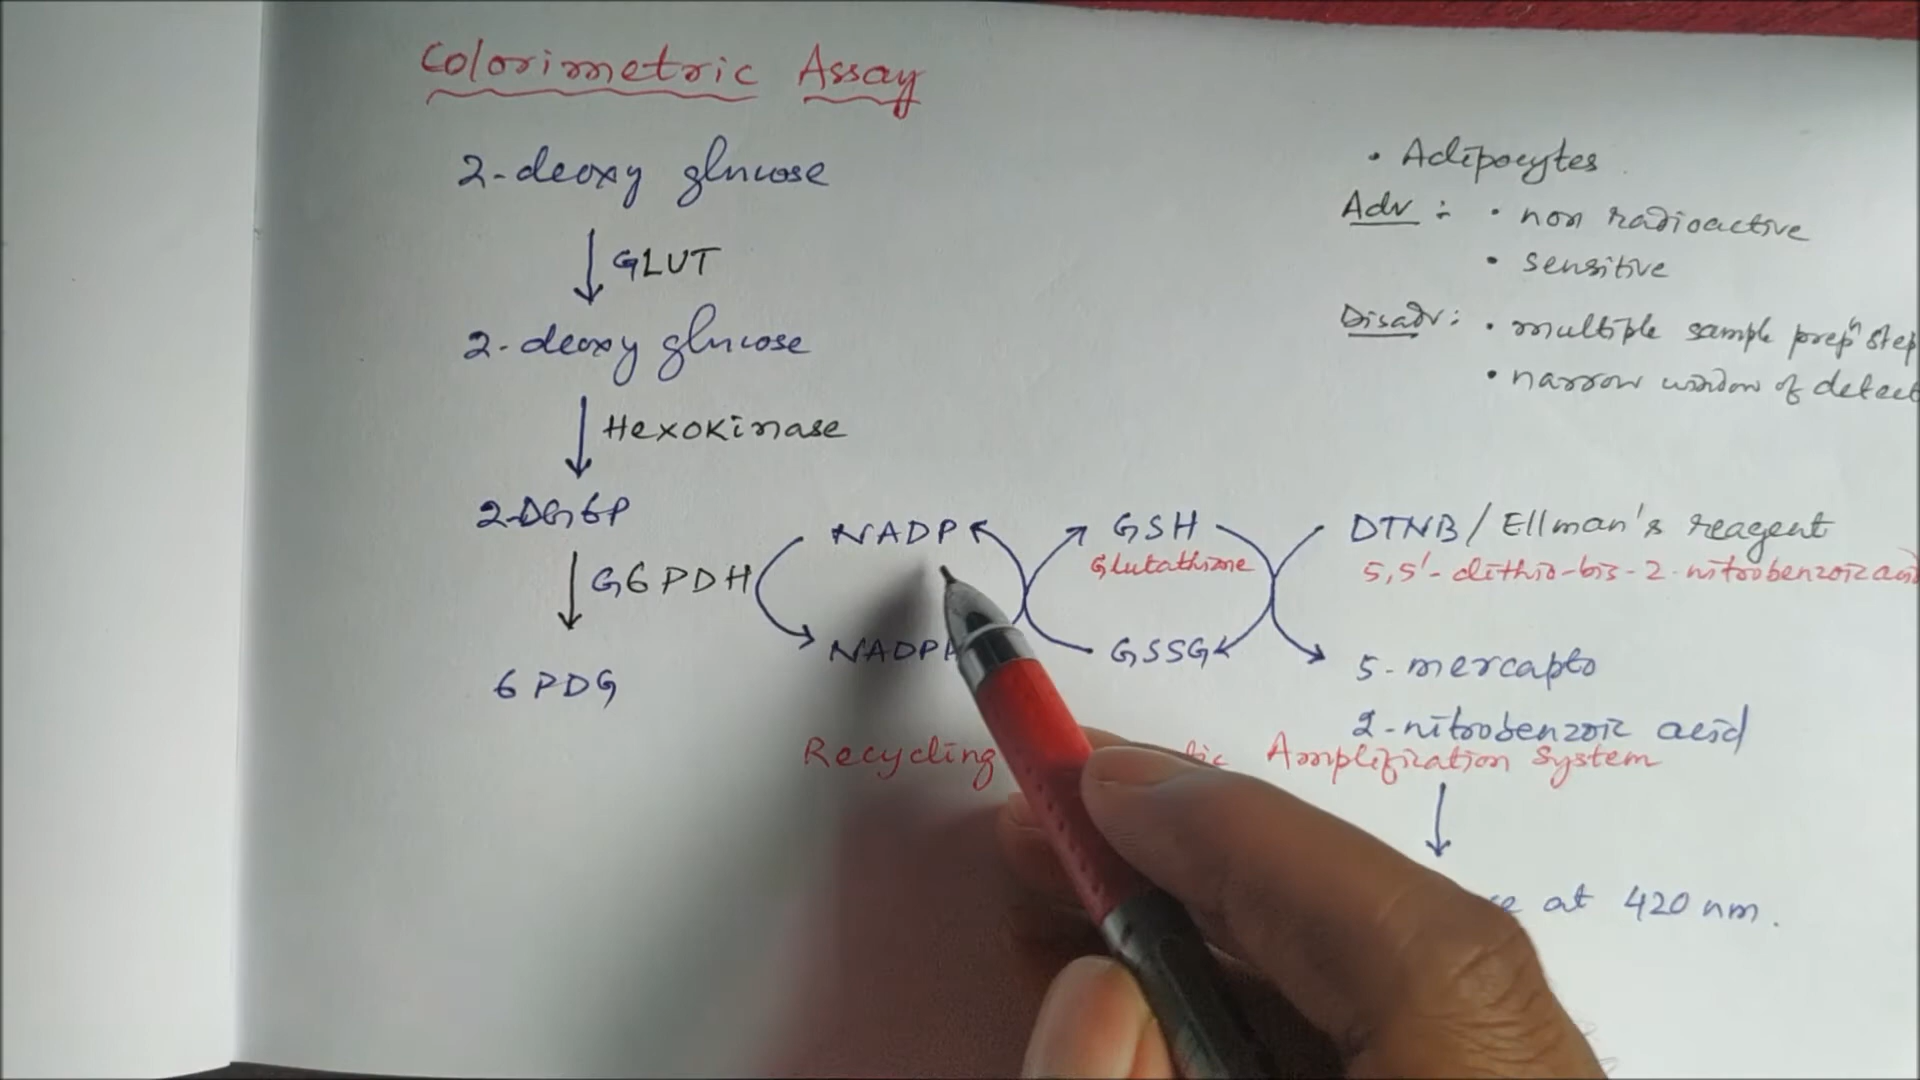 Colorimetric Assay
2-deoxy glucose
GLUT
2-deoxy glucose
Hexokinase
2-DG6P
G6PDH
6PDG
NADP
NADPH
GSH
Glutathione
GSSG
DTNB/Ellman's reagent
5,5'-dithio-bis-2-nitrobenzoic acid
5-mercapto
2-nitrobenzoic acid
Recycling Amplification System
at 420 nm.
• Adipocytes
Adv : • non radioactive
• sensitive
Disadv : • multiple sample prepⁿ step
• narrow window of detect